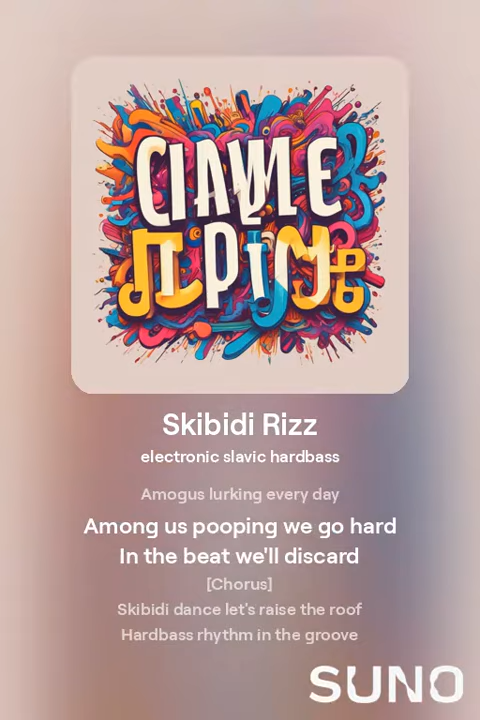 Skibidi Rizz
electronic slavic hardbass
Amogus lurking every day
Among us pooping we go hard
In the beat we'll discard
[Chorus]
Skibidi dance let's raise the roof
Hardbass rhythm in the groove
SUNO